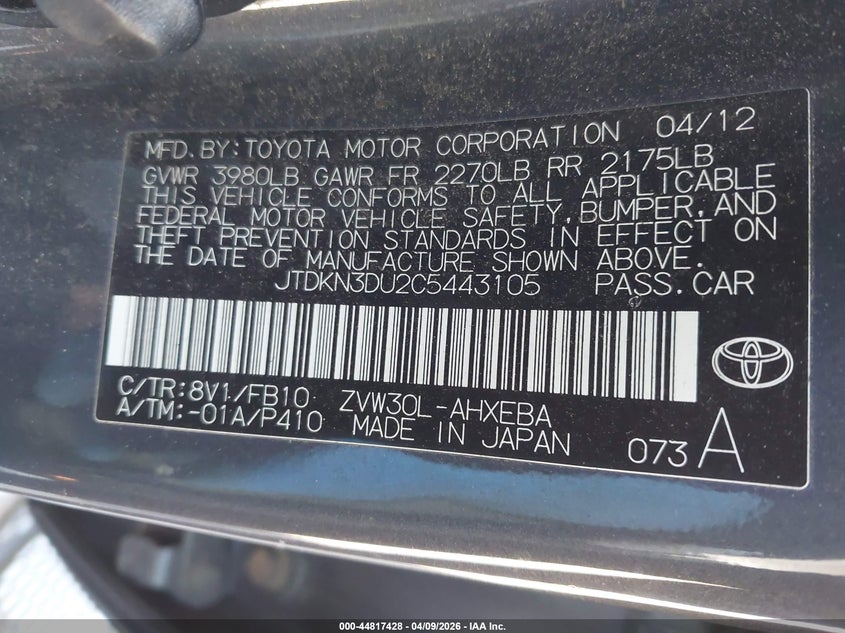 MFD. BY: TOYOTA MOTOR CORPORATION 04/12
GVWR 3980LB GAWR FR 2270LB RR 2175LB
THIS VEHICLE CONFORMS TO ALL APPLICABLE
FEDERAL MOTOR VEHICLE SAFETY, BUMPER, AND
THEFT PREVENTION STANDARDS IN EFFECT ON
THE DATE OF MANUFACTURE SHOWN ABOVE.
JTDKN3DU2C5443105 PASS. CAR
C/TR: 8V1/FB10 ZVW30L-AHXEBA
A/TM: -01A/P410 MADE IN JAPAN 073 A
000-44817428 - 04/09/2026 - IAA Inc.